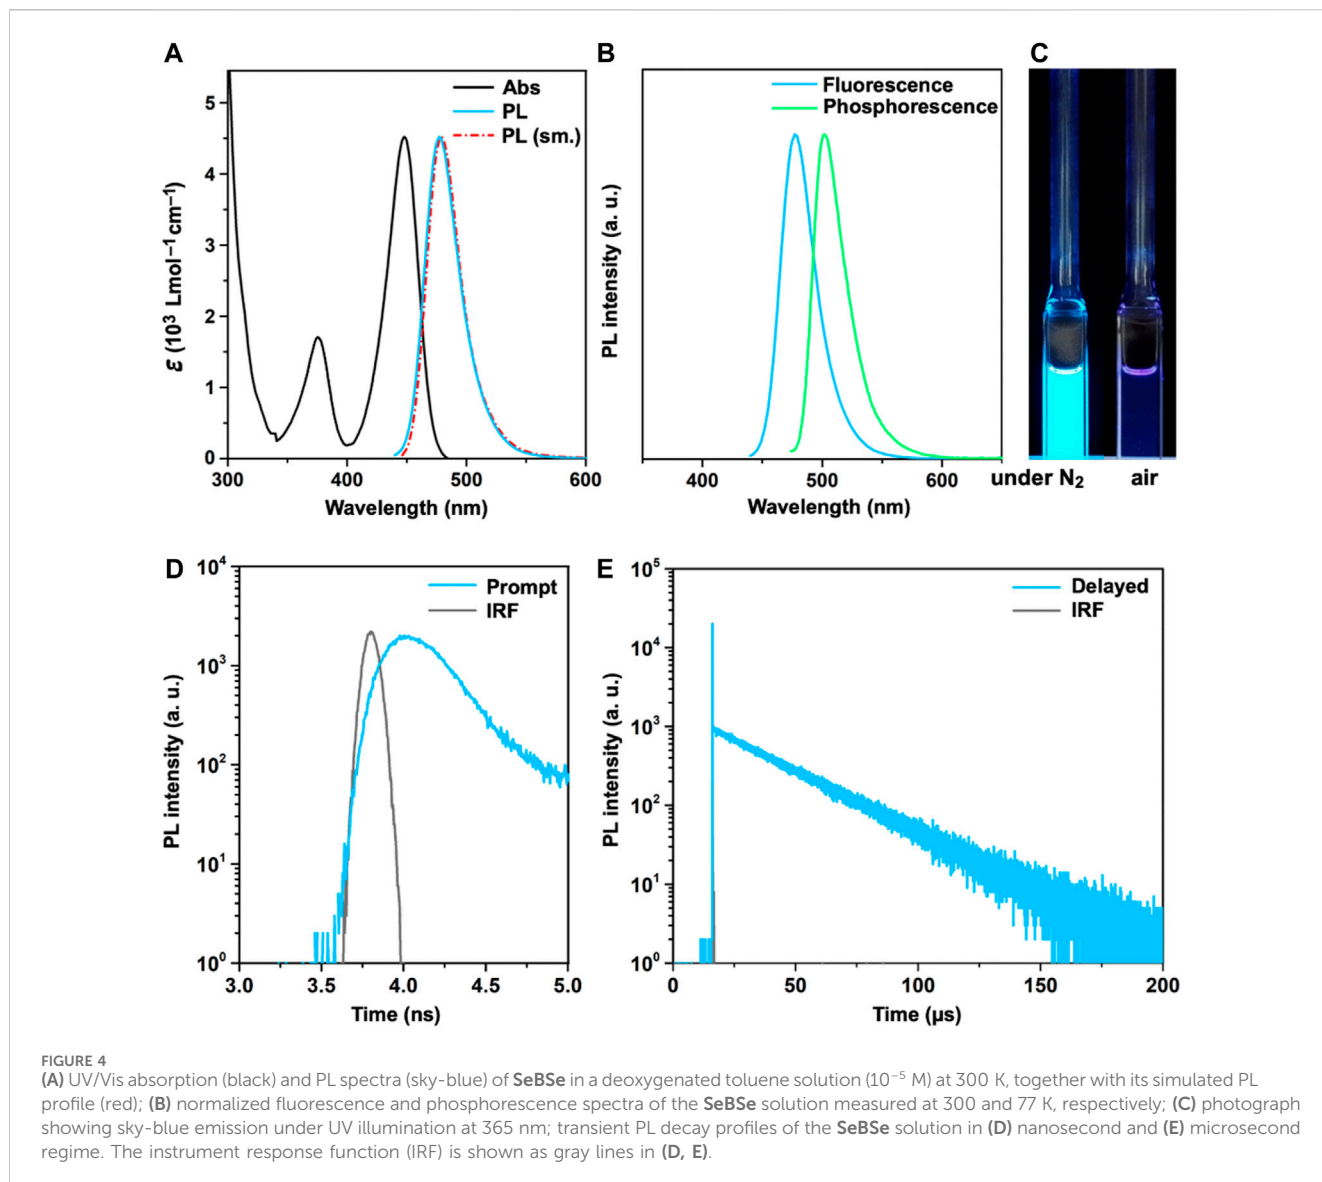 A
Abs
PL
PL (sm.)
5
4
3
2
1
0
ε (10³ Lmol⁻¹cm⁻¹)
300
400
500
600
Wavelength (nm)
B
Fluorescence
Phosphorescence
PL intensity (a. u.)
400
500
600
Wavelength (nm)
C
under N₂
air
D
Prompt
IRF
10⁴
10³
10²
10¹
10⁰
PL intensity (a. u.)
3.0
3.5
4.0
4.5
5.0
Time (ns)
E
Delayed
IRF
10⁵
10⁴
10³
10²
10¹
10⁰
PL intensity (a. u.)
0
50
100
150
200
Time (µs)
FIGURE 4
(A) UV/Vis absorption (black) and PL spectra (sky-blue) of SeBSe in a deoxygenated toluene solution (10⁻⁵ M) at 300 K, together with its simulated PL
profile (red); (B) normalized fluorescence and phosphorescence spectra of the SeBSe solution measured at 300 and 77 K, respectively; (C) photograph
showing sky-blue emission under UV illumination at 365 nm; transient PL decay profiles of the SeBSe solution in (D) nanosecond and (E) microsecond
regime. The instrument response function (IRF) is shown as gray lines in (D, E).